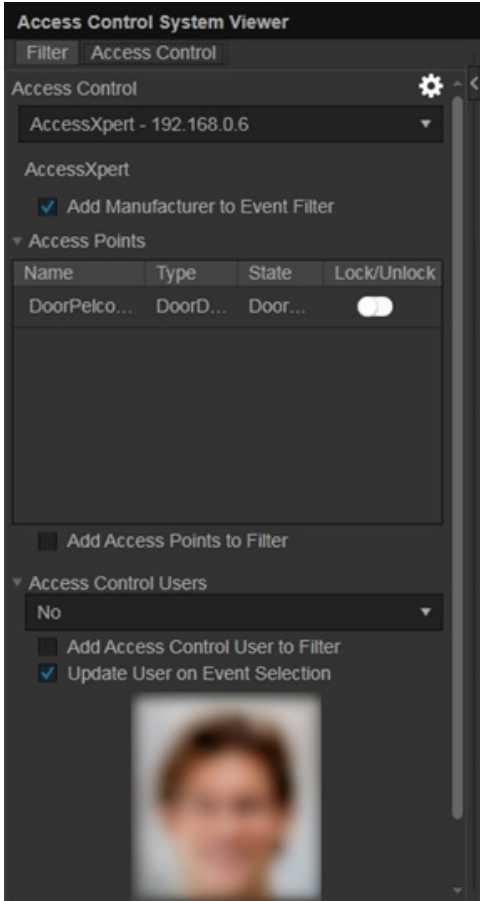 Access Control System Viewer
Filter Access Control
Access Control
AccessXpert - 192.168.0.6
AccessXpert
Add Manufacturer to Event Filter
Access Points
Name Type State Lock/Unlock
DoorPelco... DoorD... Door...
Add Access Points to Filter
Access Control Users
No
Add Access Control User to Filter
Update User on Event Selection